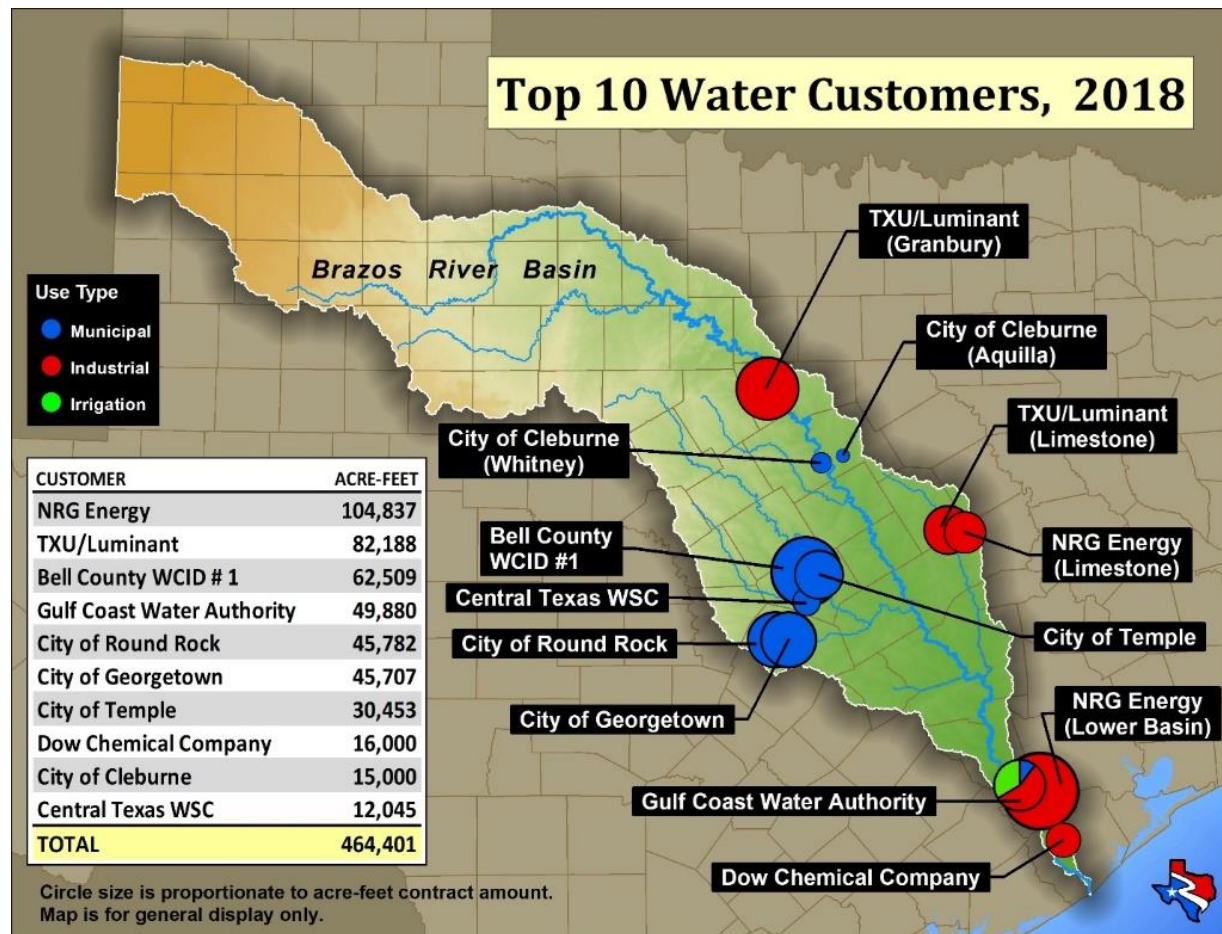 Top 10 Water Customers, 2018
TXU/Luminant
(Granbury)
Brazos River Basin
Use Type
Municipal
Industrial
Irrigation
City of Cleburne
(Aquilla)
TXU/Luminant
(Limestone)
City of Cleburne
(Whitney)
CUSTOMER ACRE-FEET
NRG Energy 104,837
TXU/Luminant 82,188
Bell County WCID # 1 62,509
Gulf Coast Water Authority 49,880
City of Round Rock 45,782
City of Georgetown 45,707
City of Temple 30,453
Dow Chemical Company 16,000
City of Cleburne 15,000
Central Texas WSC 12,045
TOTAL 464,401
Bell County
WCID #1
NRG Energy
(Limestone)
Central Texas WSC
City of Round Rock
City of Temple
City of Georgetown
NRG Energy
(Lower Basin)
Gulf Coast Water Authority
Dow Chemical Company
Circle size is proportionate to acre-feet contract amount.
Map is for general display only.